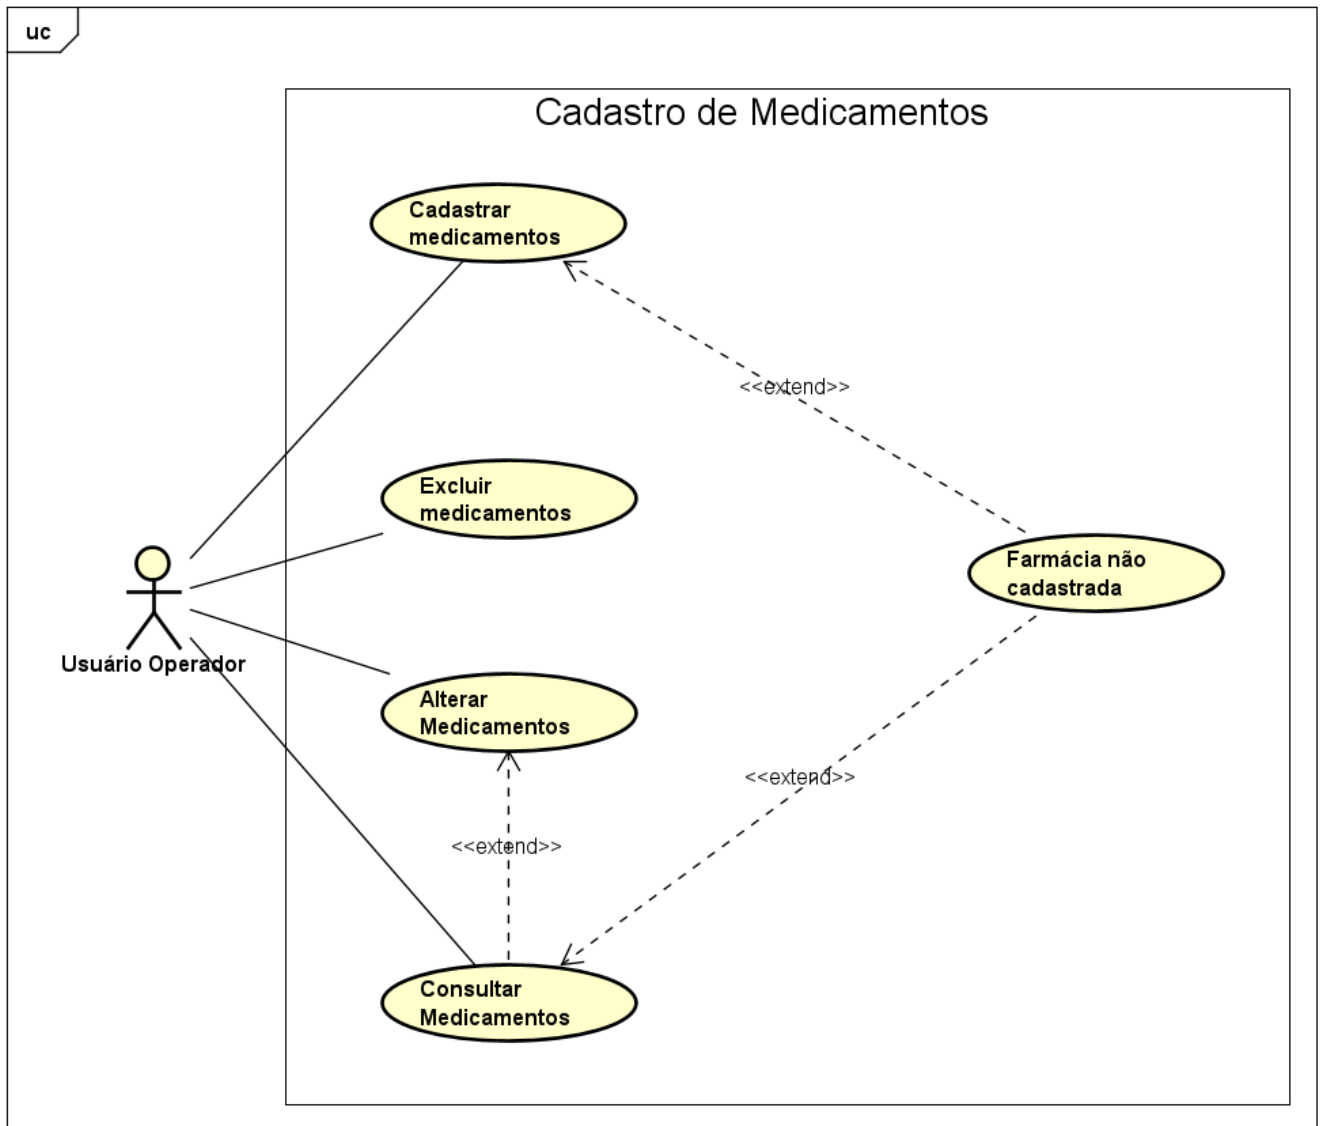 uc
Cadastro de Medicamentos
Cadastrar
medicamentos
<<extend>>
Excluir
medicamentos
Farmácia não
cadastrada
Usuário Operador
Alterar
Medicamentos
<<extend>>
<<extend>>
Consultar
Medicamentos